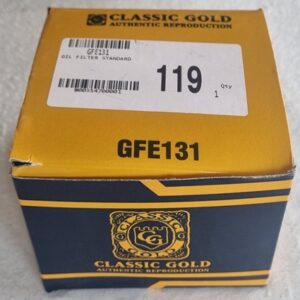 CLASSIC GOLD
AUTHENTIC REPRODUCTION
GFE131
OIL FILTER STANDARD
119
Qty
1
GFE131
CLASSIC
CG
GOLD
CLASSIC GOLD
AUTHENTIC REPRODUCTION